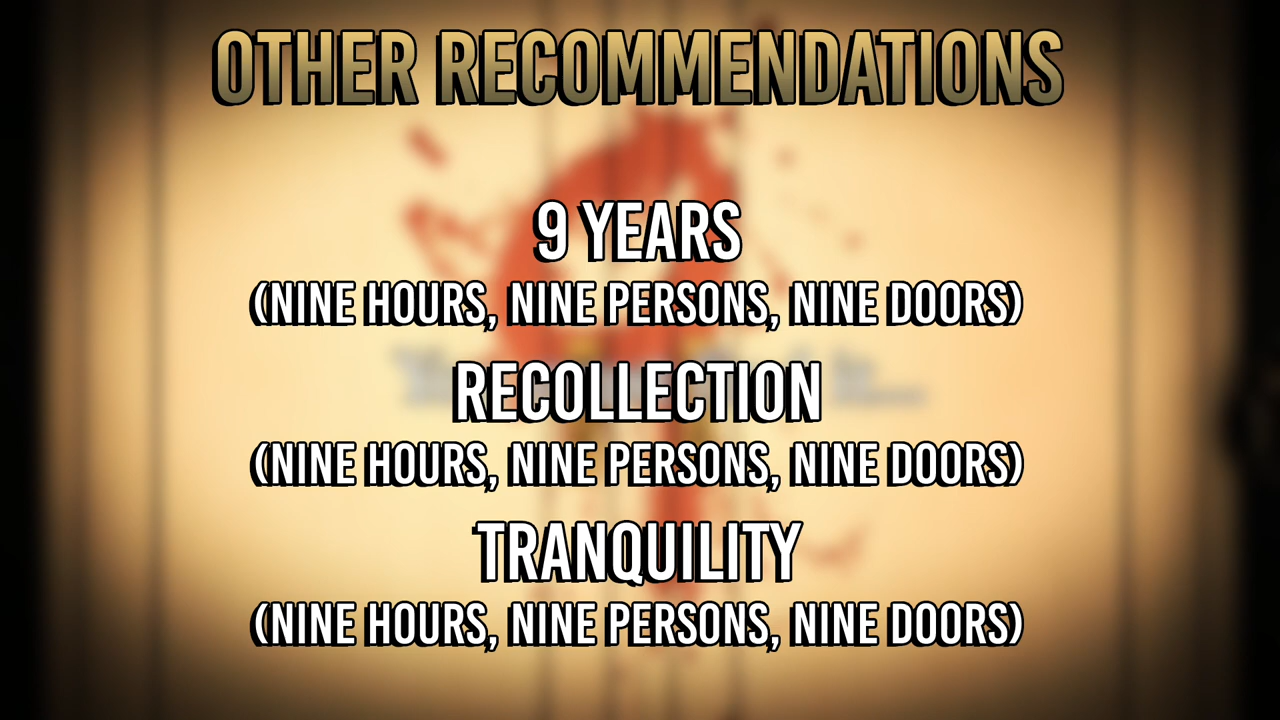 OTHER RECOMMENDATIONS
9 YEARS
(NINE HOURS, NINE PERSONS, NINE DOORS)
RECOLLECTION
(NINE HOURS, NINE PERSONS, NINE DOORS)
TRANQUILITY
(NINE HOURS, NINE PERSONS, NINE DOORS)